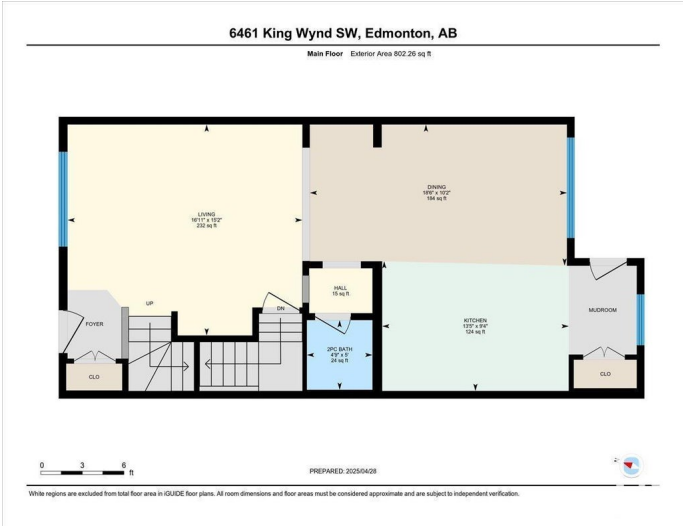 6461 King Wynd SW, Edmonton, AB
Main Floor Exterior Area 802.26 sq ft
LIVING
16'11" x 15'2"
232 sq ft
DINING
16'6" x 10'2"
184 sq ft
HALL
15 sq ft
UP
DN
FOYER
KITCHEN
13'5" x 9'4"
124 sq ft
MUDROOM
2PC BATH
4'9" x 5'
24 sq ft
CLO
CLO
0 3 6
ft
PREPARED: 2025/04/28
White regions are excluded from total floor area in iGUIDE floor plans. All room dimensions and floor areas must be considered approximate and are subject to independent verification.